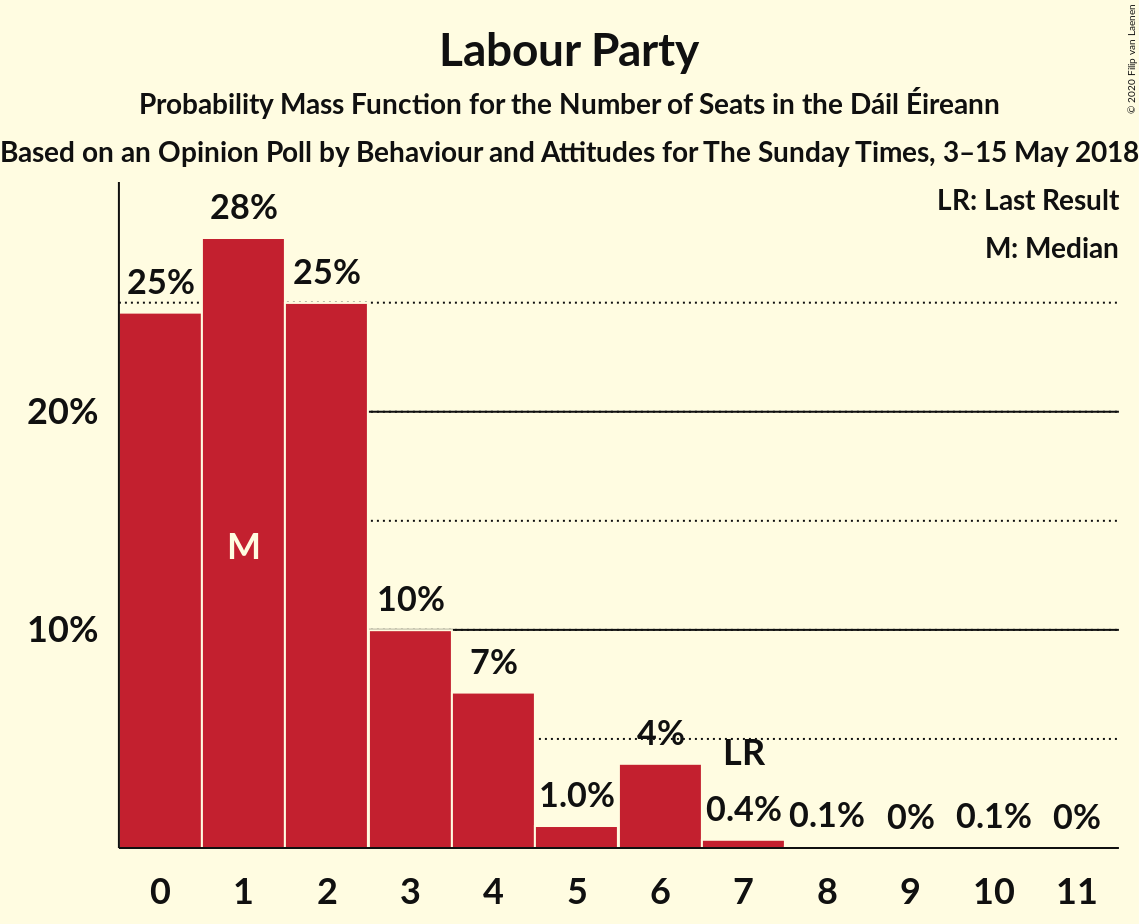 © 2020 Filip van Laenen
Labour Party
Probability Mass Function for the Number of Seats in the Dáil Éireann
Based on an Opinion Poll by Behaviour and Attitudes for The Sunday Times, 3–15 May 2018
LR: Last Result
M: Median
28%
25%
25%
20%
M
10%
10%
7%
4%
LR
1.0%
0.4%
0.1%
0%
0.1%
0%
0 1 2 3 4 5 6 7 8 9 10 11